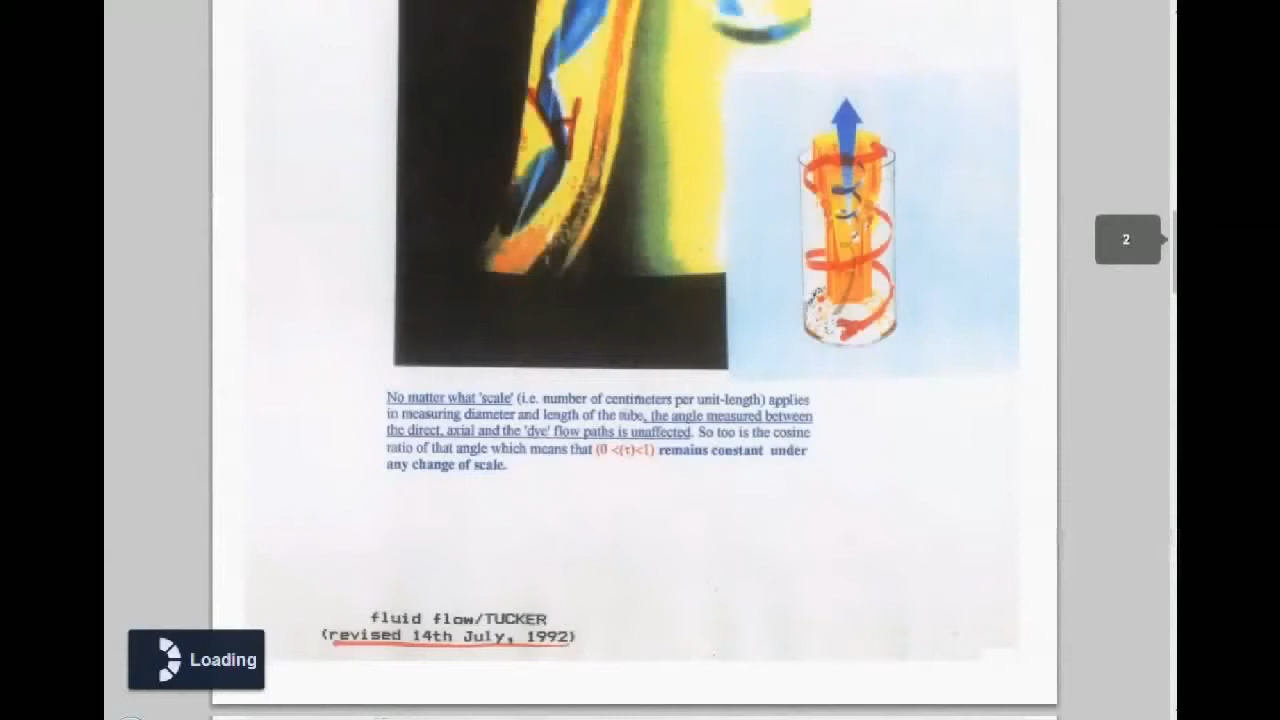 2
No matter what 'scale' (i.e. number of centimeters per unit-length) applies
in measuring diameter and length of the tube, the angle measured between
the direct, axial and the 'dye' flow paths is unaffected. So too is the cosine
ratio of that angle which means that (0 <(τ)<1) remains constant under
any change of scale.
fluid flow/TUCKER
(revised 14th July, 1992)
Loading